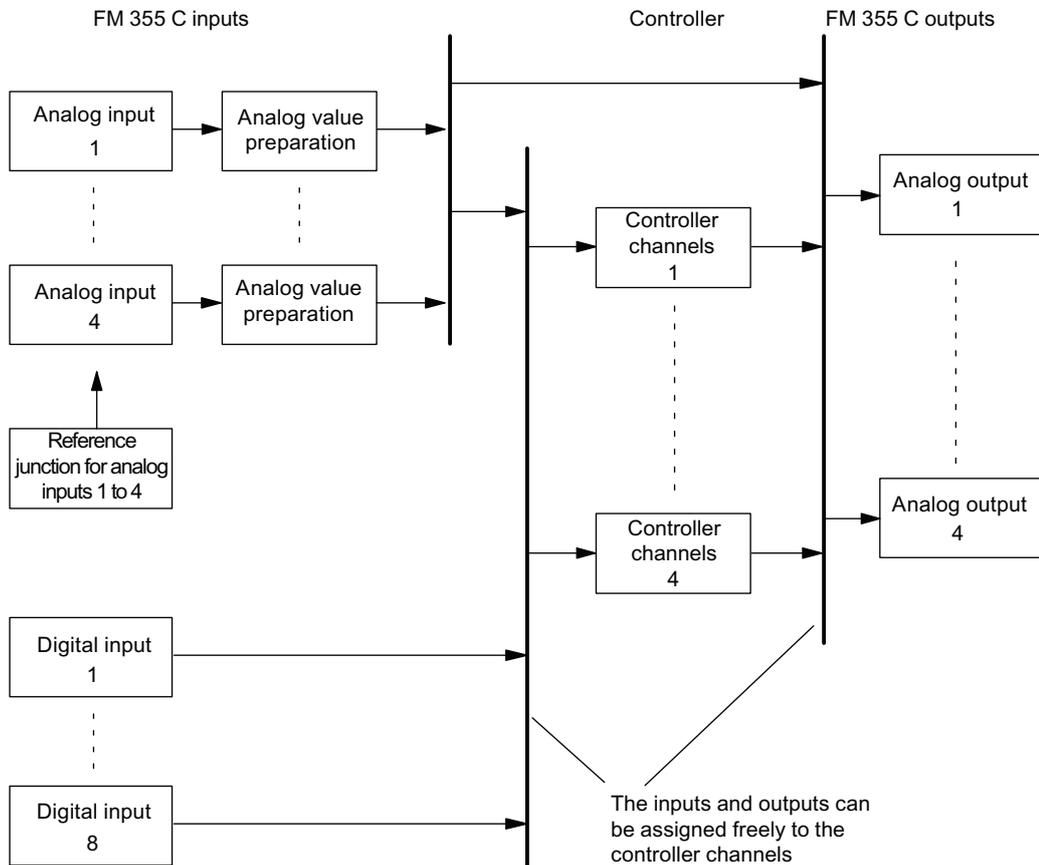 FM 355 C inputs
Controller
FM 355 C outputs
Analog input
1
Analog value
preparation
Analog input
4
Analog value
preparation
Reference
junction for analog
inputs 1 to 4
Controller
channels
1
Controller
channels
4
Analog output
1
Analog output
4
Digital input
1
Digital input
8
The inputs and outputs can
be assigned freely to the
controller channels